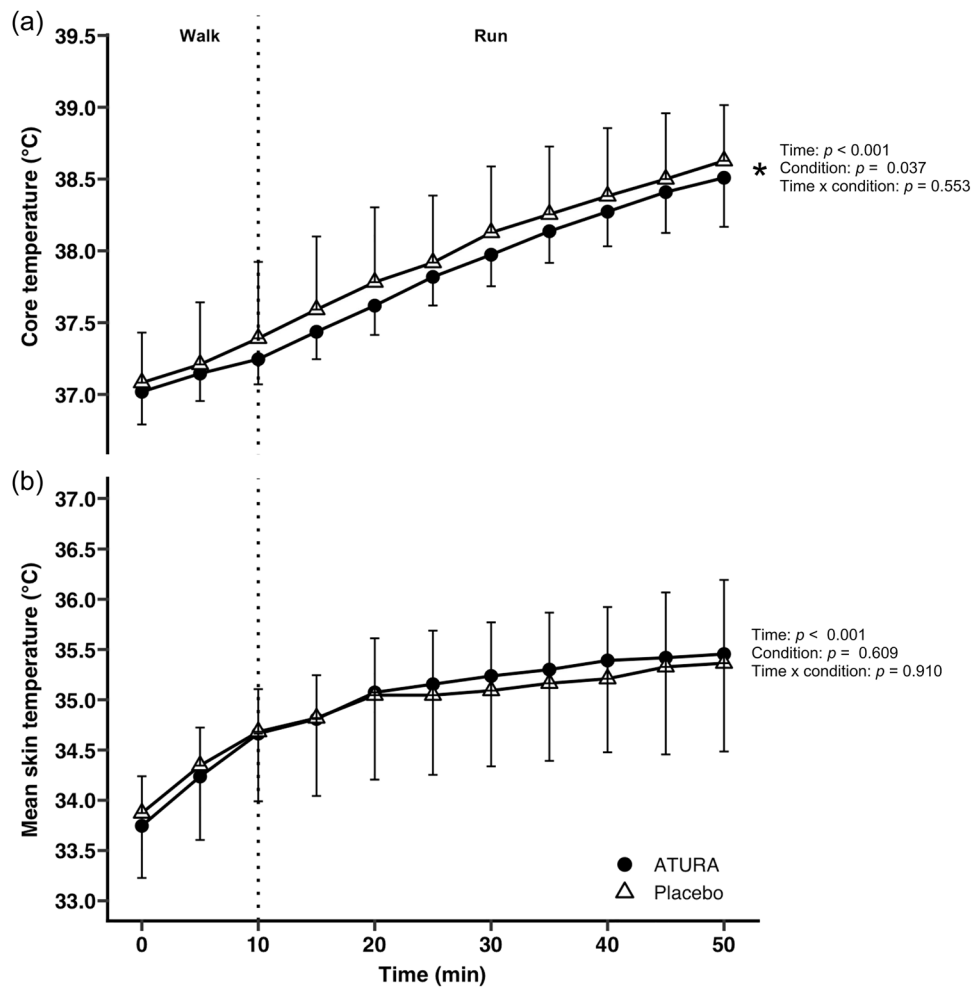 (a)
Walk
Run
39.5
39.0
38.5
38.0
37.5
37.0
Core temperature (°C)
*
Time: p < 0.001
Condition: p = 0.037
Time x condition: p = 0.553
(b)
37.0
36.5
36.0
35.5
35.0
34.5
34.0
33.5
33.0
Mean skin temperature (°C)
Time: p < 0.001
Condition: p = 0.609
Time x condition: p = 0.910
ATURA
Placebo
0 10 20 30 40 50
Time (min)